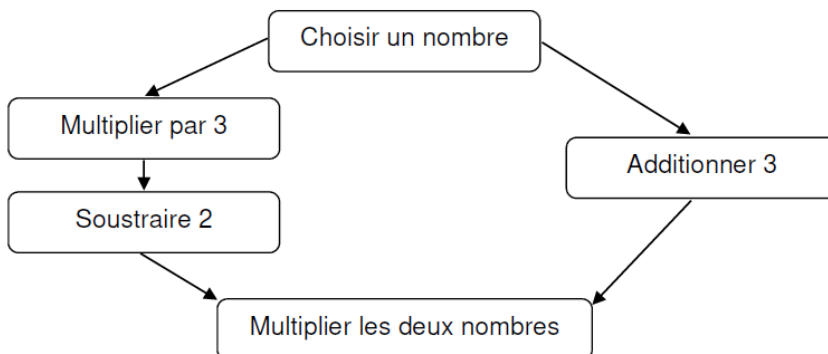 Choisir un nombre
Multiplier par 3
Additionner 3
Soustraire 2
Multiplier les deux nombres